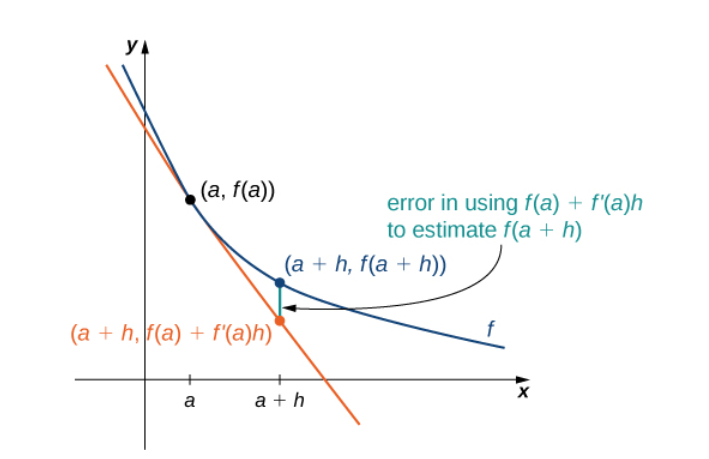 y
(a, f(a))
error in using f(a) + f'(a)h
to estimate f(a + h)
(a + h, f(a + h))
(a + h, f(a) + f'(a)h)
f
a
a + h
x